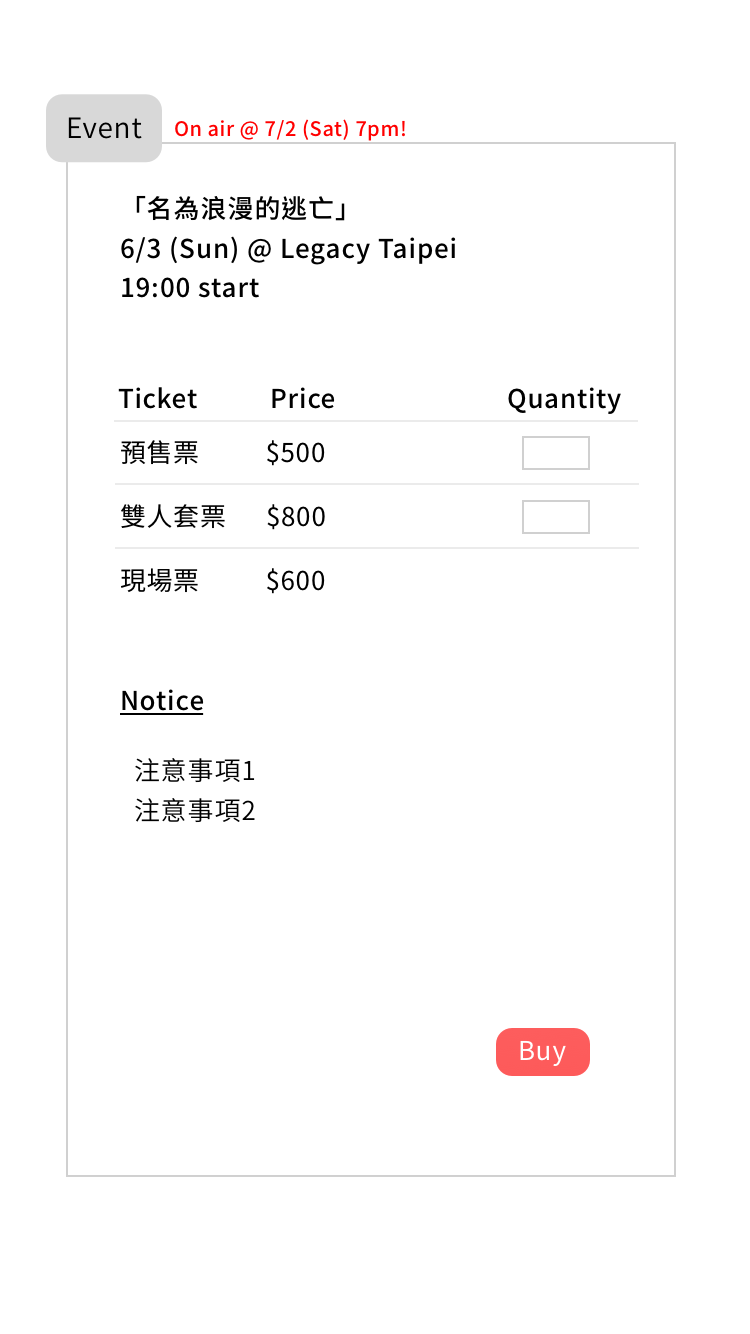 Event
On air @ 7/2 (Sat) 7pm!
「名為浪漫的逃亡」
6/3 (Sun) @ Legacy Taipei
19:00 start
Ticket Price Quantity
預售票 $500
雙人套票 $800
現場票 $600
Notice
注意事項1
注意事項2
Buy